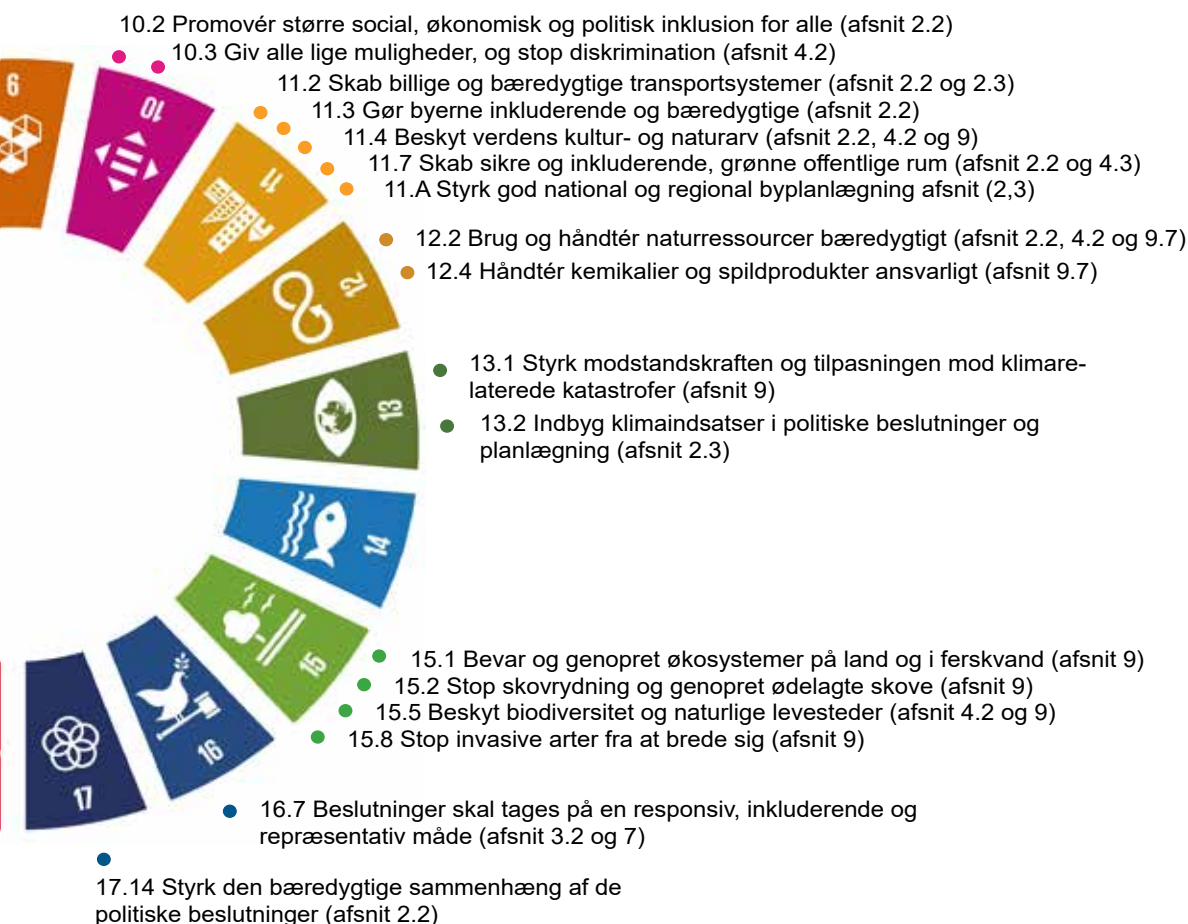 10.2 Promovér større social, økonomisk og politisk inklusion for alle (afsnit 2.2)
10.3 Giv alle lige muligheder, og stop diskrimination (afsnit 4.2)
11.2 Skab billige og bæredygtige transportsystemer (afsnit 2.2 og 2.3)
11.3 Gør byerne inkluderende og bæredygtige (afsnit 2.2)
11.4 Beskyt verdens kultur- og naturarv (afsnit 2.2, 4.2 og 9)
11.7 Skab sikre og inkluderende, grønne offentlige rum (afsnit 2.2 og 4.3)
11.A Styrk god national og regional byplanlægning afsnit (2,3)
12.2 Brug og håndtér naturressourcer bæredygtigt (afsnit 2.2, 4.2 og 9.7)
12.4 Håndtér kemikalier og spildprodukter ansvarligt (afsnit 9.7)
13.1 Styrk modstandskraften og tilpasningen mod klimare-
laterede katastrofer (afsnit 9)
13.2 Indbyg klimaindsatser i politiske beslutninger og
planlægning (afsnit 2.3)
15.1 Bevar og genopret økosystemer på land og i ferskvand (afsnit 9)
15.2 Stop skovrydning og genopret ødelagte skove (afsnit 9)
15.5 Beskyt biodiversitet og naturlige levesteder (afsnit 4.2 og 9)
15.8 Stop invasive arter fra at brede sig (afsnit 9)
16.7 Beslutninger skal tages på en responsiv, inkluderende og
repræsentativ måde (afsnit 3.2 og 7)
17.14 Styrk den bæredygtige sammenhæng af de
politiske beslutninger (afsnit 2.2)
9
10
11
12
13
14
15
16
17